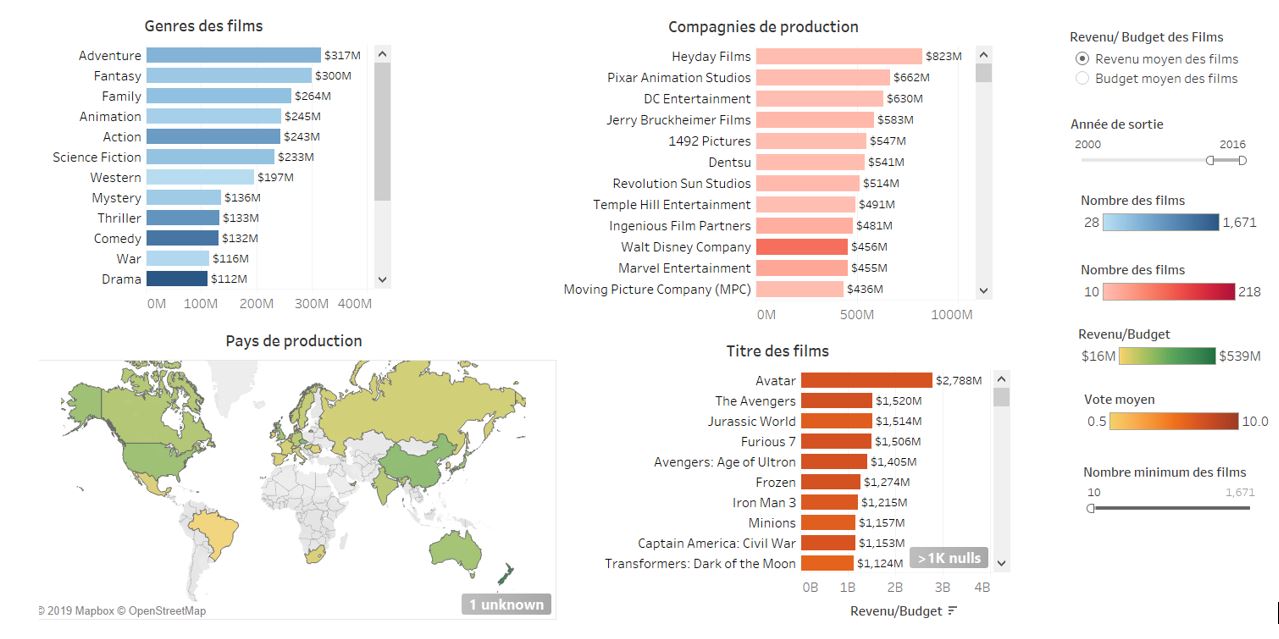 Genres des films
Adventure $317M
Fantasy $300M
Family $264M
Animation $245M
Action $243M
Science Fiction $233M
Western $197M
Mystery $136M
Thriller $133M
Comedy $132M
War $116M
Drama $112M
0M 100M 200M 300M 400M
Compagnies de production
Heyday Films $823M
Pixar Animation Studios $662M
DC Entertainment $630M
Jerry Bruckheimer Films $583M
1492 Pictures $547M
Dentsu $541M
Revolution Sun Studios $514M
Temple Hill Entertainment $491M
Ingenious Film Partners $481M
Walt Disney Company $456M
Marvel Entertainment $455M
Moving Picture Company (MPC) $436M
0M 500M 1000M
Revenu/ Budget des Films
Revenu moyen des films
Budget moyen des films
Année de sortie
2000 2016
Nombre des films
28 1,671
Nombre des films
10 218
Revenu/Budget
$16M $539M
Vote moyen
0.5 10.0
Nombre minimum des films
10 1,671
Pays de production
© 2019 Mapbox © OpenStreetMap
1 unknown
Titre des films
Avatar $2,788M
The Avengers $1,520M
Jurassic World $1,514M
Furious 7 $1,506M
Avengers: Age of Ultron $1,405M
Frozen $1,274M
Iron Man 3 $1,215M
Minions $1,157M
Captain America: Civil War $1,153M
Transformers: Dark of the Moon $1,124M
>1K nulls
0B 1B 2B 3B 4B
Revenu/Budget